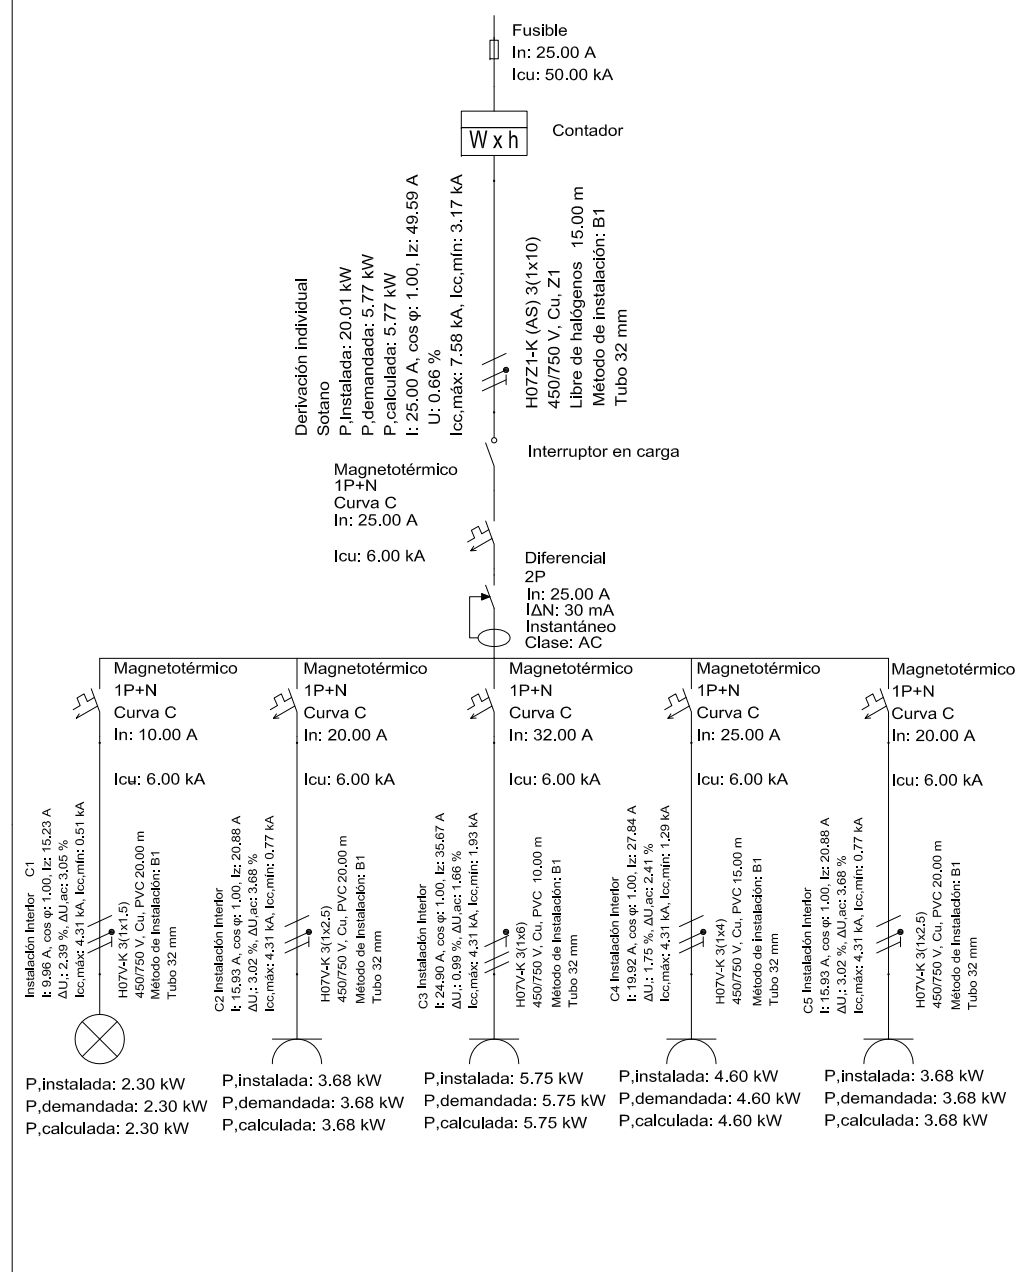 Fusible
In: 25.00 A
Icu: 50.00 kA
W x h
Contador
Derivación individual
Sotano
P,Instalada: 20.01 kW
P,demandada: 5.77 kW
P,calculada: 5.77 kW
I: 25.00 A, cos φ: 1.00, Iz: 49.59 A
U: 0.66 %
Icc,máx: 7.58 kA, Icc,mín: 3.17 kA
H07Z1-K (AS) 3(1x10)
450/750 V, Cu, Z1
Libre de halógenos 15.00 m
Método de instalación: B1
Tubo 32 mm
Interruptor en carga
Magnetotérmico
1P+N
Curva C
In: 25.00 A
Icu: 6.00 kA
Diferencial
2P
In: 25.00 A
IΔN: 30 mA
Instantáneo
Clase: AC
Magnetotérmico
1P+N
Curva C
In: 10.00 A
Icu: 6.00 kA
Magnetotérmico
1P+N
Curva C
In: 20.00 A
Icu: 6.00 kA
Magnetotérmico
1P+N
Curva C
In: 32.00 A
Icu: 6.00 kA
Magnetotérmico
1P+N
Curva C
In: 25.00 A
Icu: 6.00 kA
Magnetotérmico
1P+N
Curva C
In: 20.00 A
Icu: 6.00 kA
Instalación Interior C1
I: 9.96 A, cos φ: 1.00, Iz: 15.23 A
ΔU,: 2.39 %, ΔU,ac: 3.05 %
Icc,máx: 4.31 kA, Icc,mín: 0.51 kA
H07V-K 3(1x1.5)
450/750 V, Cu, PVC 20.00 m
Método de Instalación: B1
Tubo 32 mm
C2 Instalación Interior
I: 15.93 A, cos φ: 1.00, Iz: 20.88 A
ΔU,: 3.02 %, ΔU,ac: 3.68 %
Icc,máx: 4.31 kA, Icc,mín: 0.77 kA
H07V-K 3(1x2.5)
450/750 V, Cu, PVC 20.00 m
Método de Instalación: B1
Tubo 32 mm
C3 Instalación Interior
I: 24.90 A, cos φ: 1.00, Iz: 35.67 A
ΔU,: 0.99 %, ΔU,ac: 1.66 %
Icc,máx: 4.31 kA, Icc,mín: 1.93 kA
H07V-K 3(1x6)
450/750 V, Cu, PVC 10.00 m
Método de Instalación: B1
Tubo 32 mm
C4 Instalación Interior
I: 19.92 A, cos φ: 1.00, Iz: 27.84 A
ΔU,: 1.75 %, ΔU,ac: 2.41 %
Icc,máx: 4.31 kA, Icc,mín: 1.29 kA
H07V-K 3(1x4)
450/750 V, Cu, PVC 15.00 m
Método de instalación: B1
Tubo 32 mm
C5 Instalación Interior
I: 15.93 A, cos φ: 1.00, Iz: 20.88 A
ΔU,: 3.02 %, ΔU,ac: 3.68 %
Icc,máx: 4.31 kA, Icc,mín: 0.77 kA
H07V-K 3(1x2.5)
450/750 V, Cu, PVC 20.00 m
Método de Instalación: B1
Tubo 32 mm
P,instalada: 2.30 kW
P,demandada: 2.30 kW
P,calculada: 2.30 kW
P,instalada: 3.68 kW
P,demandada: 3.68 kW
P,calculada: 3.68 kW
P,instalada: 5.75 kW
P,demandada: 5.75 kW
P,calculada: 5.75 kW
P,instalada: 4.60 kW
P,demandada: 4.60 kW
P,calculada: 4.60 kW
P,instalada: 3.68 kW
P,demandada: 3.68 kW
P,calculada: 3.68 kW